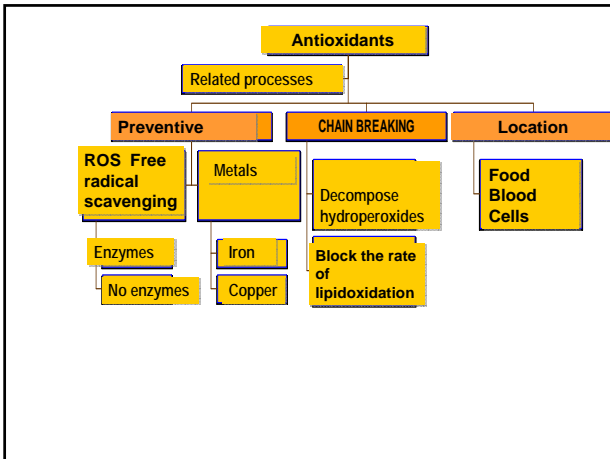 Antioxidants
Related processes
Preventive
CHAIN BREAKING
Location
ROS Free
radical
scavenging
Metals
Decompose
hydroperoxides
Food
Blood
Cells
Enzymes
Iron
Block the rate
of
lipidoxidation
No enzymes
Copper